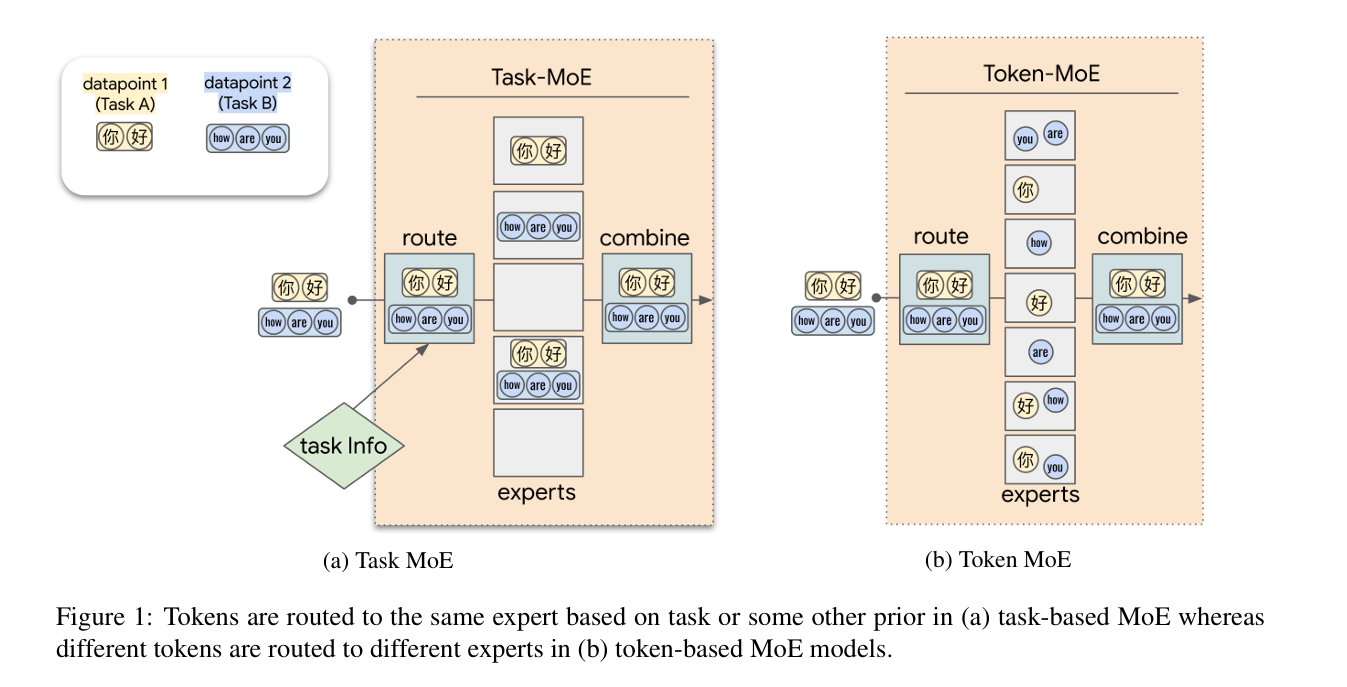 datapoint 1
(Task A)
你 好
datapoint 2
(Task B)
how are you
Task-MoE
你 好
how are you
route
combine
你 好
how are you
你 好
how are you
你 好
how are you
你 好
how are you
task Info
experts
(a) Task MoE
Token-MoE
you are
你
how
route
combine
你 好
how are you
你 好
how are you
好
你 好
how are you
are
好 how
你 you
experts
(b) Token MoE
Figure 1: Tokens are routed to the same expert based on task or some other prior in (a) task-based MoE whereas
different tokens are routed to different experts in (b) token-based MoE models.